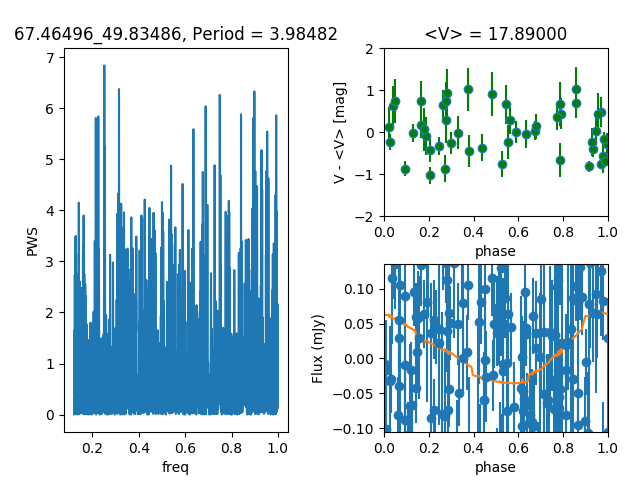 67.46496_49.83486, Period = 3.98482
<V> = 17.89000
7
6
5
4
3
2
1
0
PWS
0.2 0.4 0.6 0.8 1.0
freq
2
1
0
−1
−2
V - <V> [mag]
0.0 0.2 0.4 0.6 0.8 1.0
phase
0.10
0.05
0.00
−0.05
−0.10
Flux (mJy)
0.0 0.2 0.4 0.6 0.8 1.0
phase